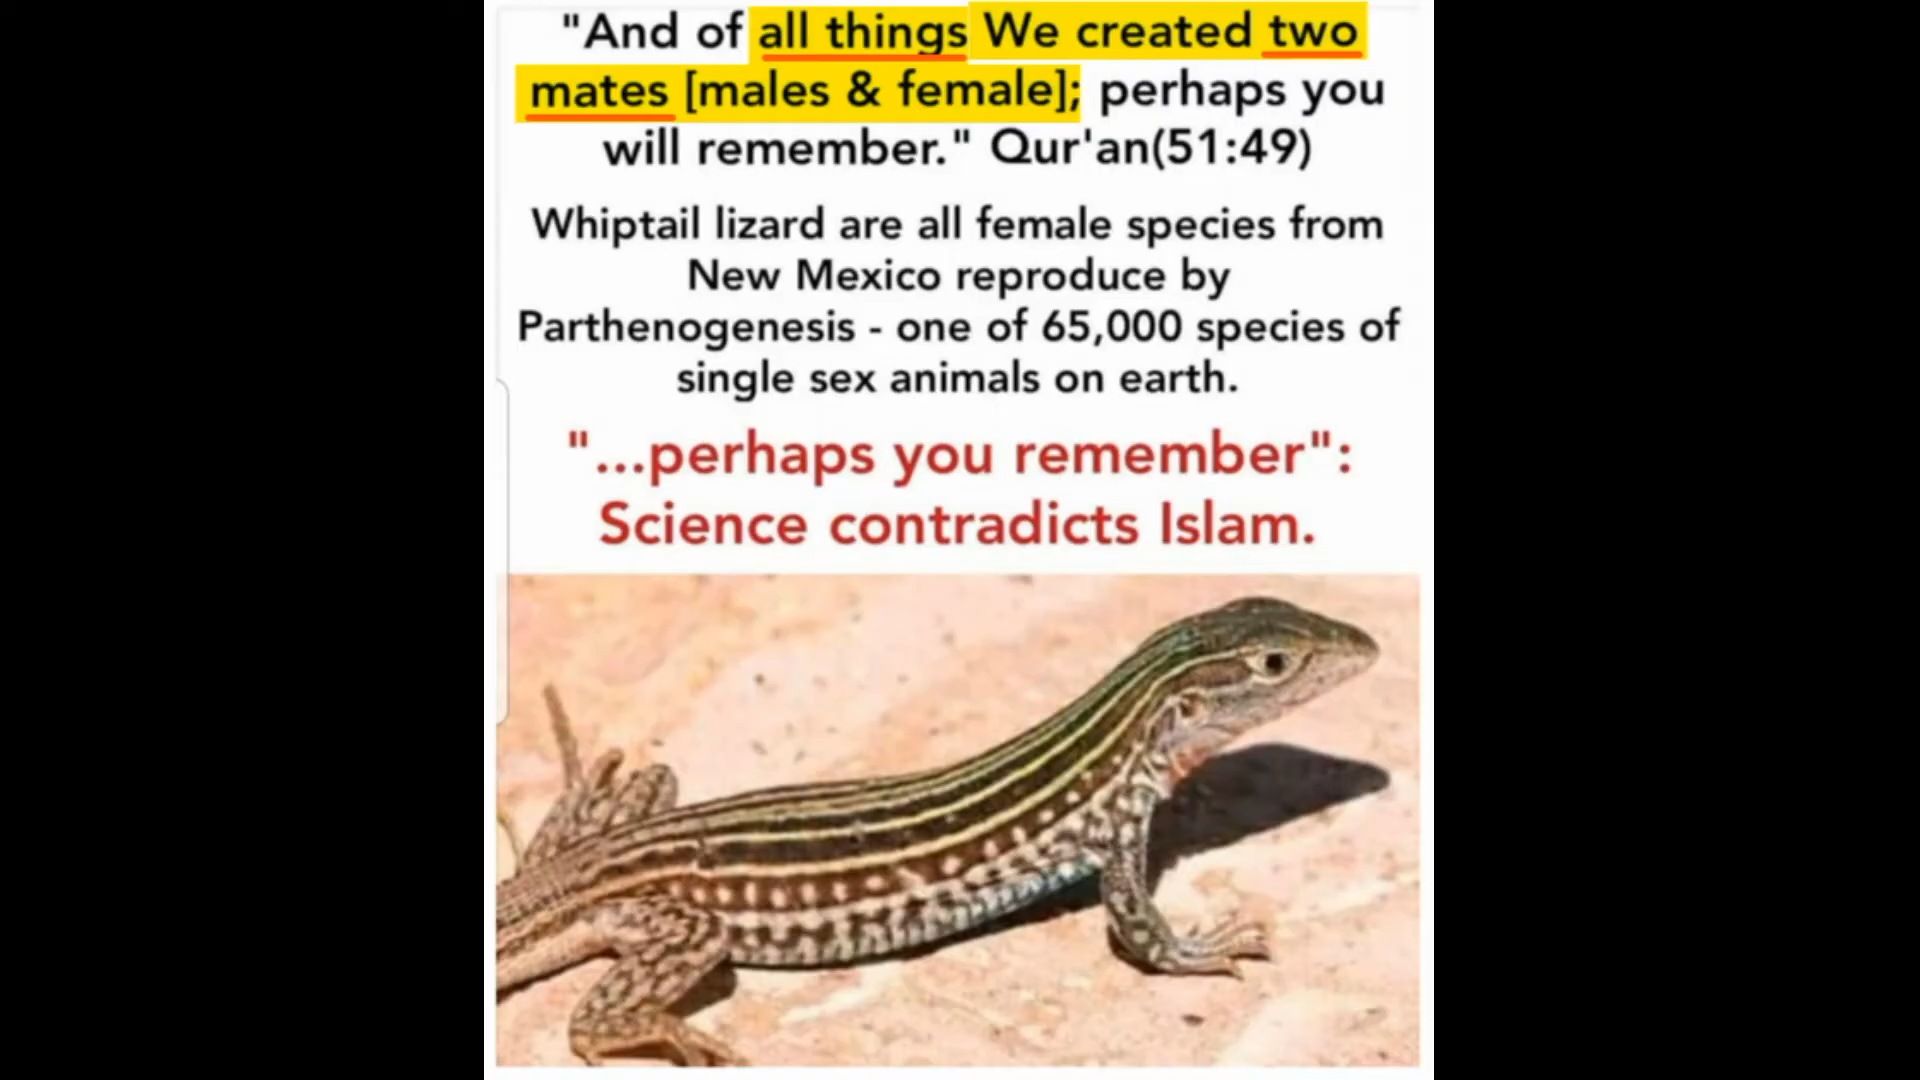 "And of all things We created two
mates [males & female]; perhaps you
will remember." Qur'an(51:49)
Whiptail lizard are all female species from
New Mexico reproduce by
Parthenogenesis - one of 65,000 species of
single sex animals on earth.
"...perhaps you remember":
Science contradicts Islam.